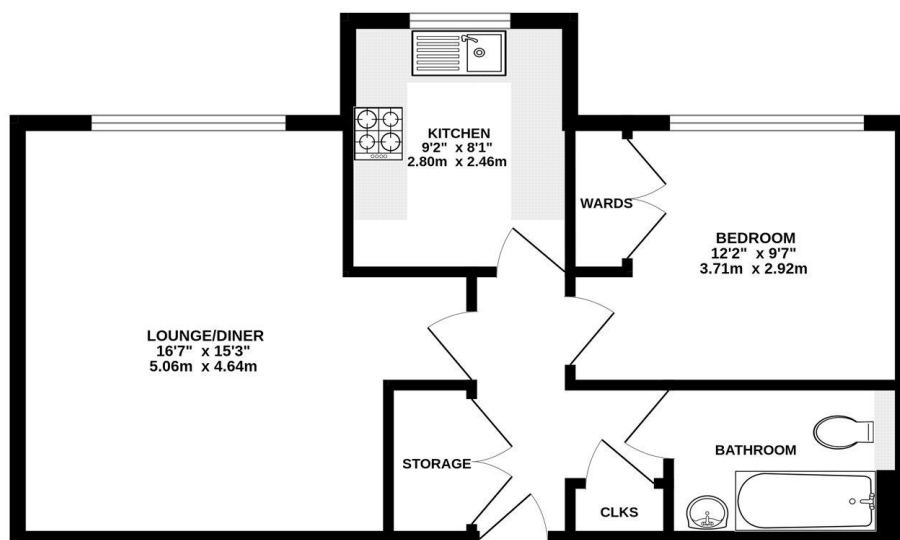 KITCHEN
9'2" x 8'1"
2.80m x 2.46m
WARDS
BEDROOM
12'2" x 9'7"
3.71m x 2.92m
LOUNGE/DINER
16'7" x 15'3"
5.06m x 4.64m
STORAGE
BATHROOM
CLKS